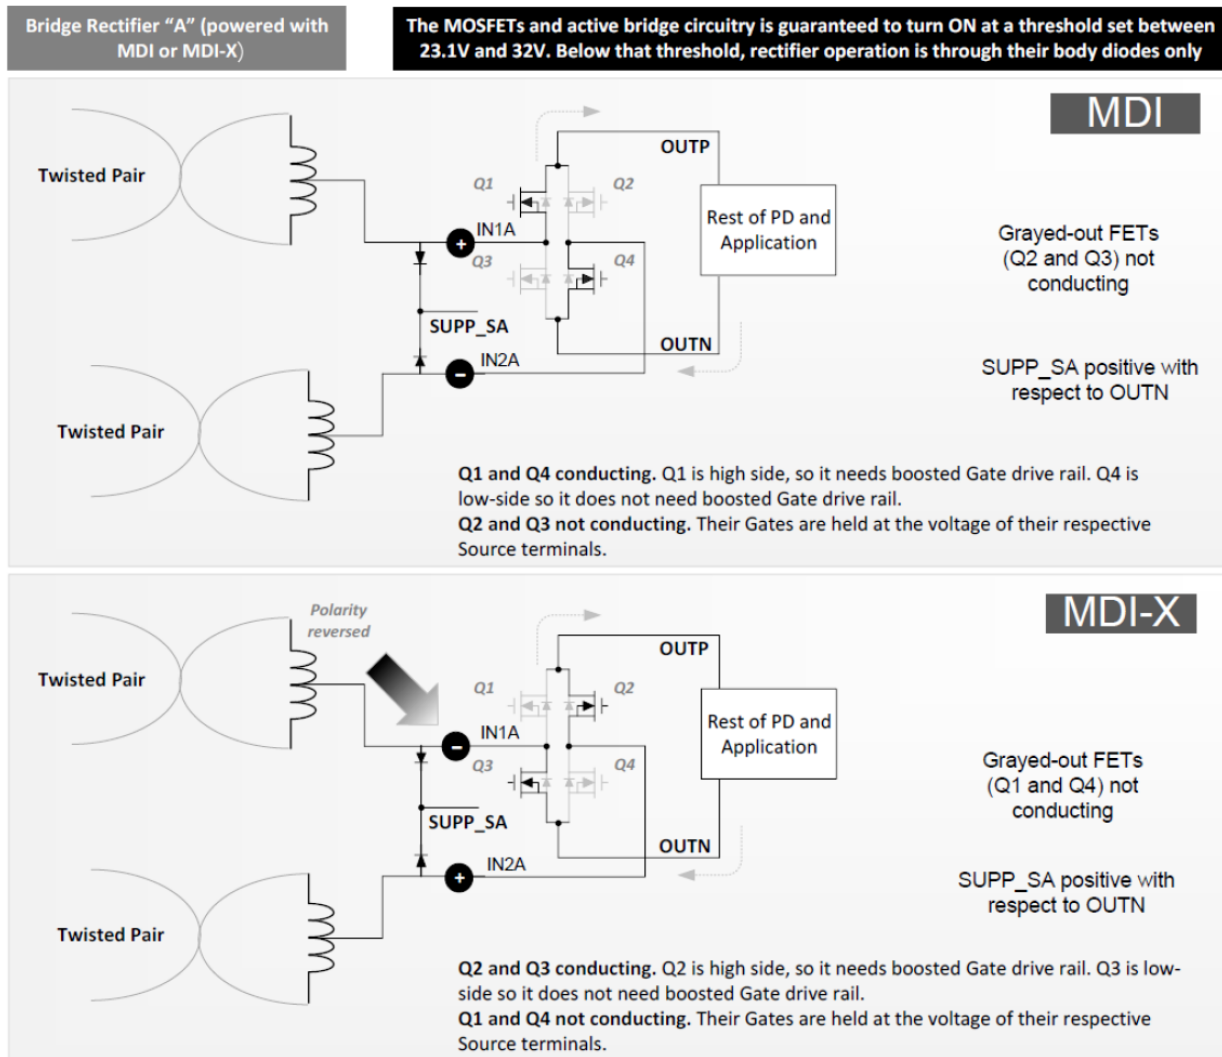 Bridge Rectifier “A” (powered with
MDI or MDI-X)
The MOSFETs and active bridge circuitry is guaranteed to turn ON at a threshold set between
23.1V and 32V. Below that threshold, rectifier operation is through their body diodes only
MDI
Twisted Pair
OUTP
Q1
Q2
Rest of PD and
Application
IN1A
Q3
Q4
SUPP_SA
OUTN
IN2A
Twisted Pair
Grayed-out FETs
(Q2 and Q3) not
conducting
SUPP_SA positive with
respect to OUTN
Q1 and Q4 conducting. Q1 is high side, so it needs boosted Gate drive rail. Q4 is
low-side so it does not need boosted Gate drive rail.
Q2 and Q3 not conducting. Their Gates are held at the voltage of their respective
Source terminals.
MDI-X
Polarity
reversed
Twisted Pair
OUTP
Q1
Q2
Rest of PD and
Application
IN1A
Q3
Q4
SUPP_SA
OUTN
IN2A
Twisted Pair
Grayed-out FETs
(Q1 and Q4) not
conducting
SUPP_SA positive with
respect to OUTN
Q2 and Q3 conducting. Q2 is high side, so it needs boosted Gate drive rail. Q3 is low-
side so it does not need boosted Gate drive rail.
Q1 and Q4 not conducting. Their Gates are held at the voltage of their respective
Source terminals.